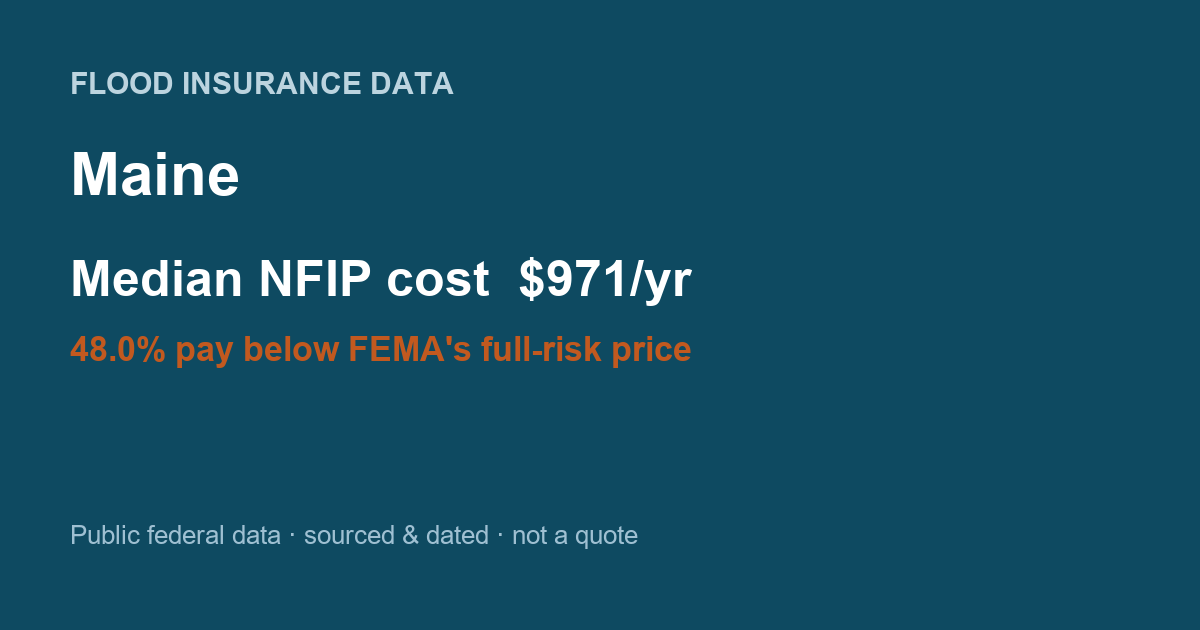 FLOOD INSURANCE DATA
Maine
Median NFIP cost  $971/yr
48.0% pay below FEMA's full-risk price
Public federal data · sourced & dated · not a quote